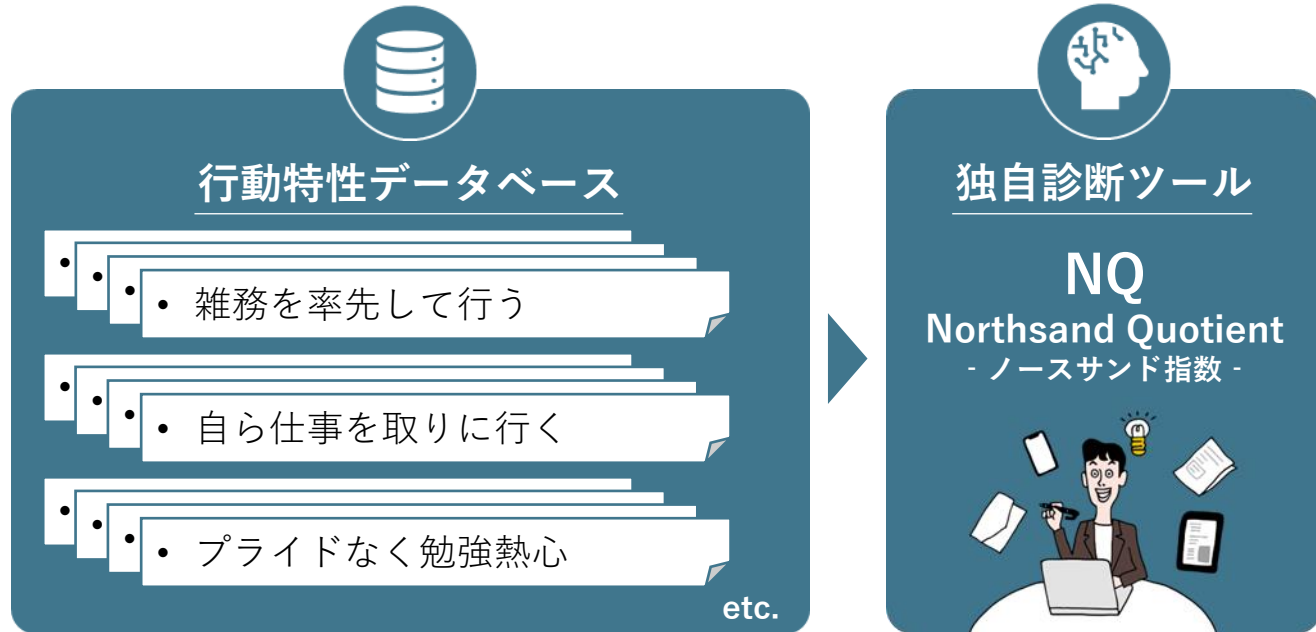 行動特性データベース
• 雑務を率先して行う
• 自ら仕事を取りに行く
• プライドなく勉強熱心
etc.
独自診断ツール
NQ
Northsand Quotient
- ノースサンド指数 -